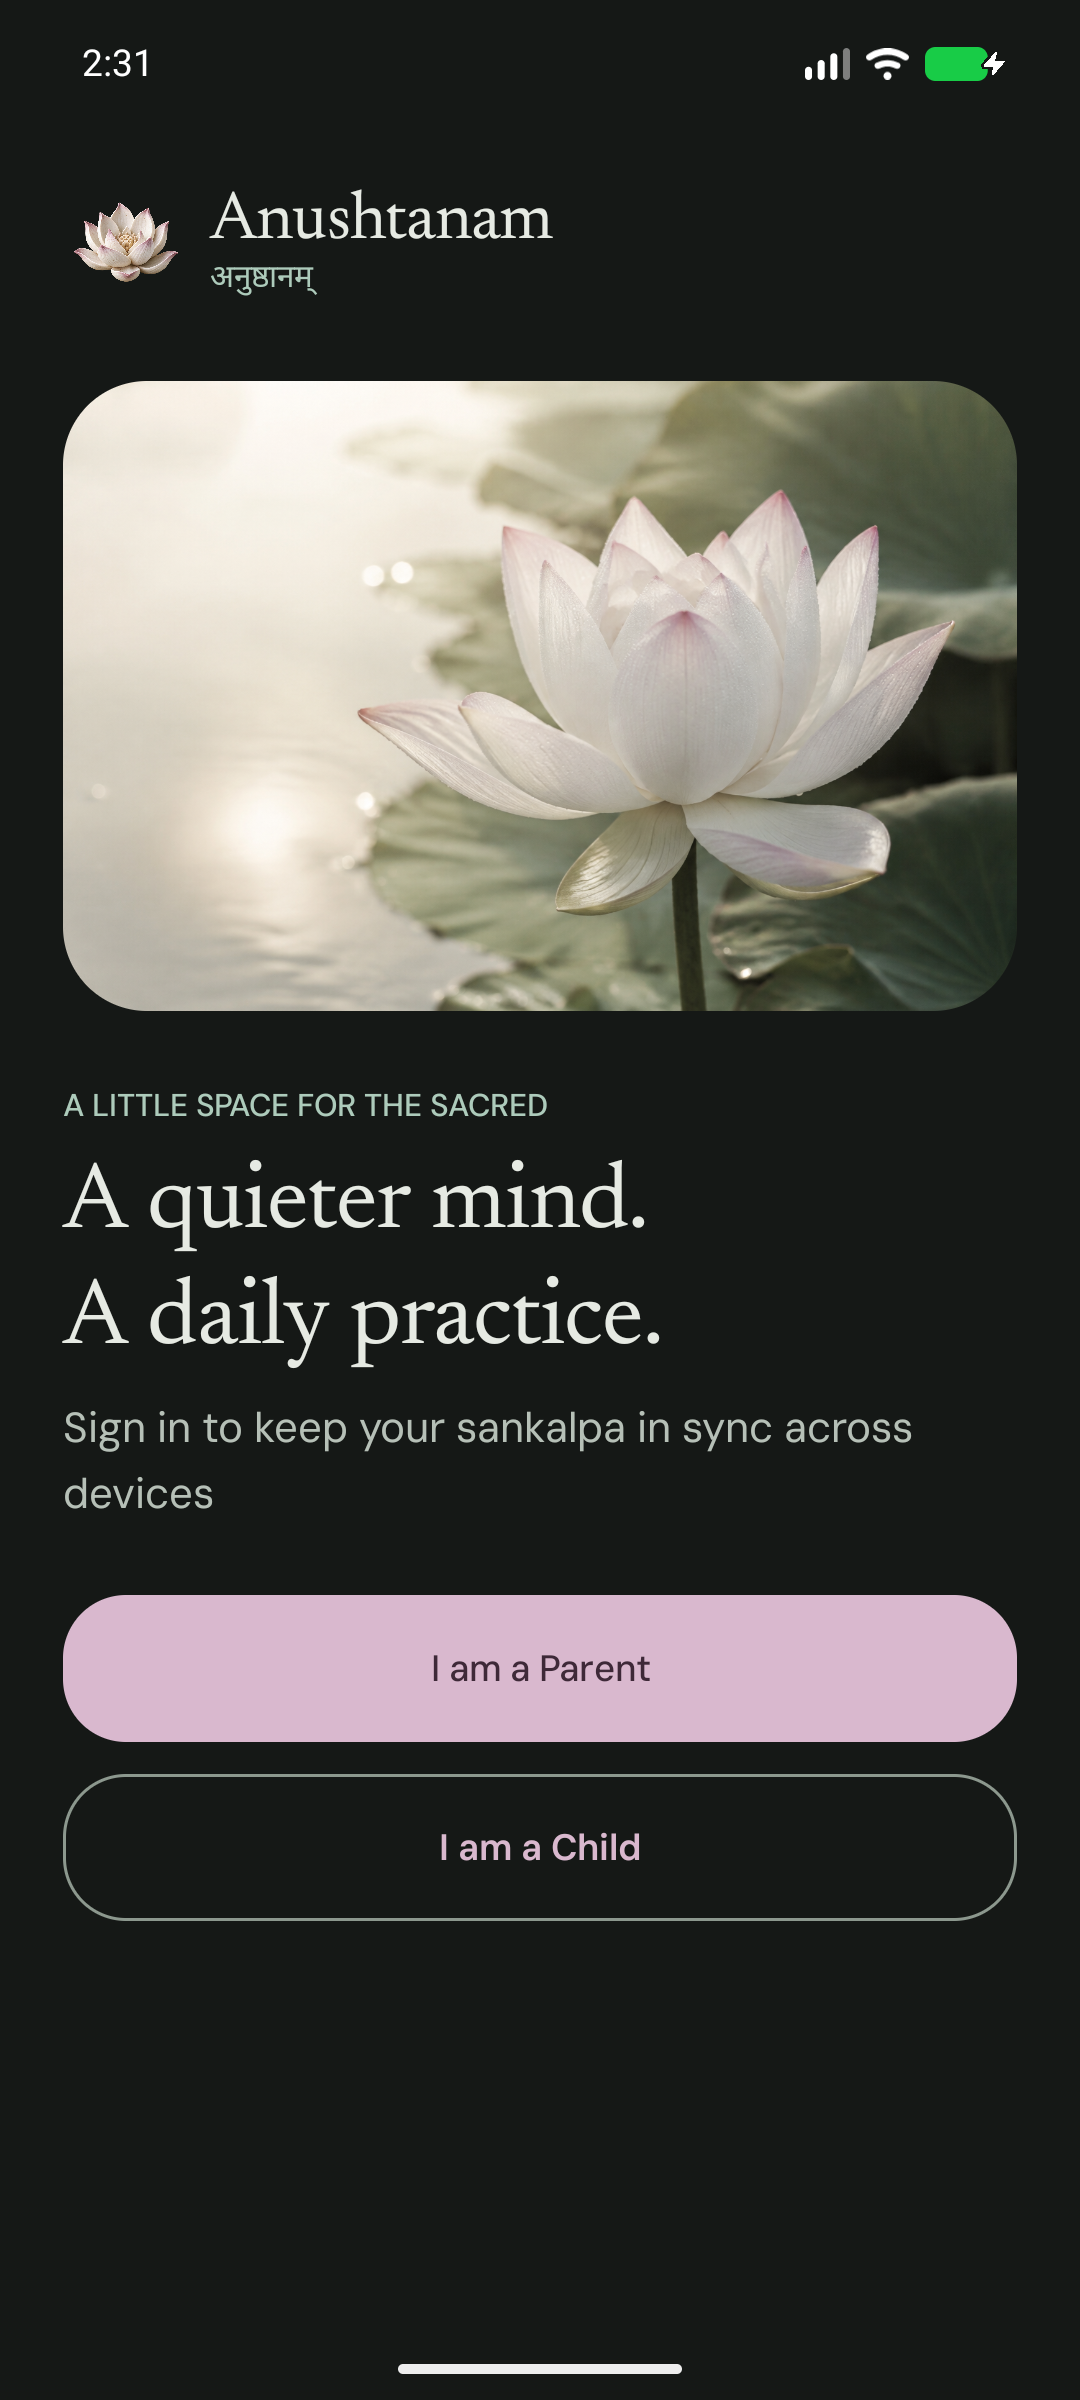 2:31
Anushtanam
अनुष्ठानम्
A LITTLE SPACE FOR THE SACRED
A quieter mind.
A daily practice.
Sign in to keep your sankalpa in sync across
devices
I am a Parent
I am a Child